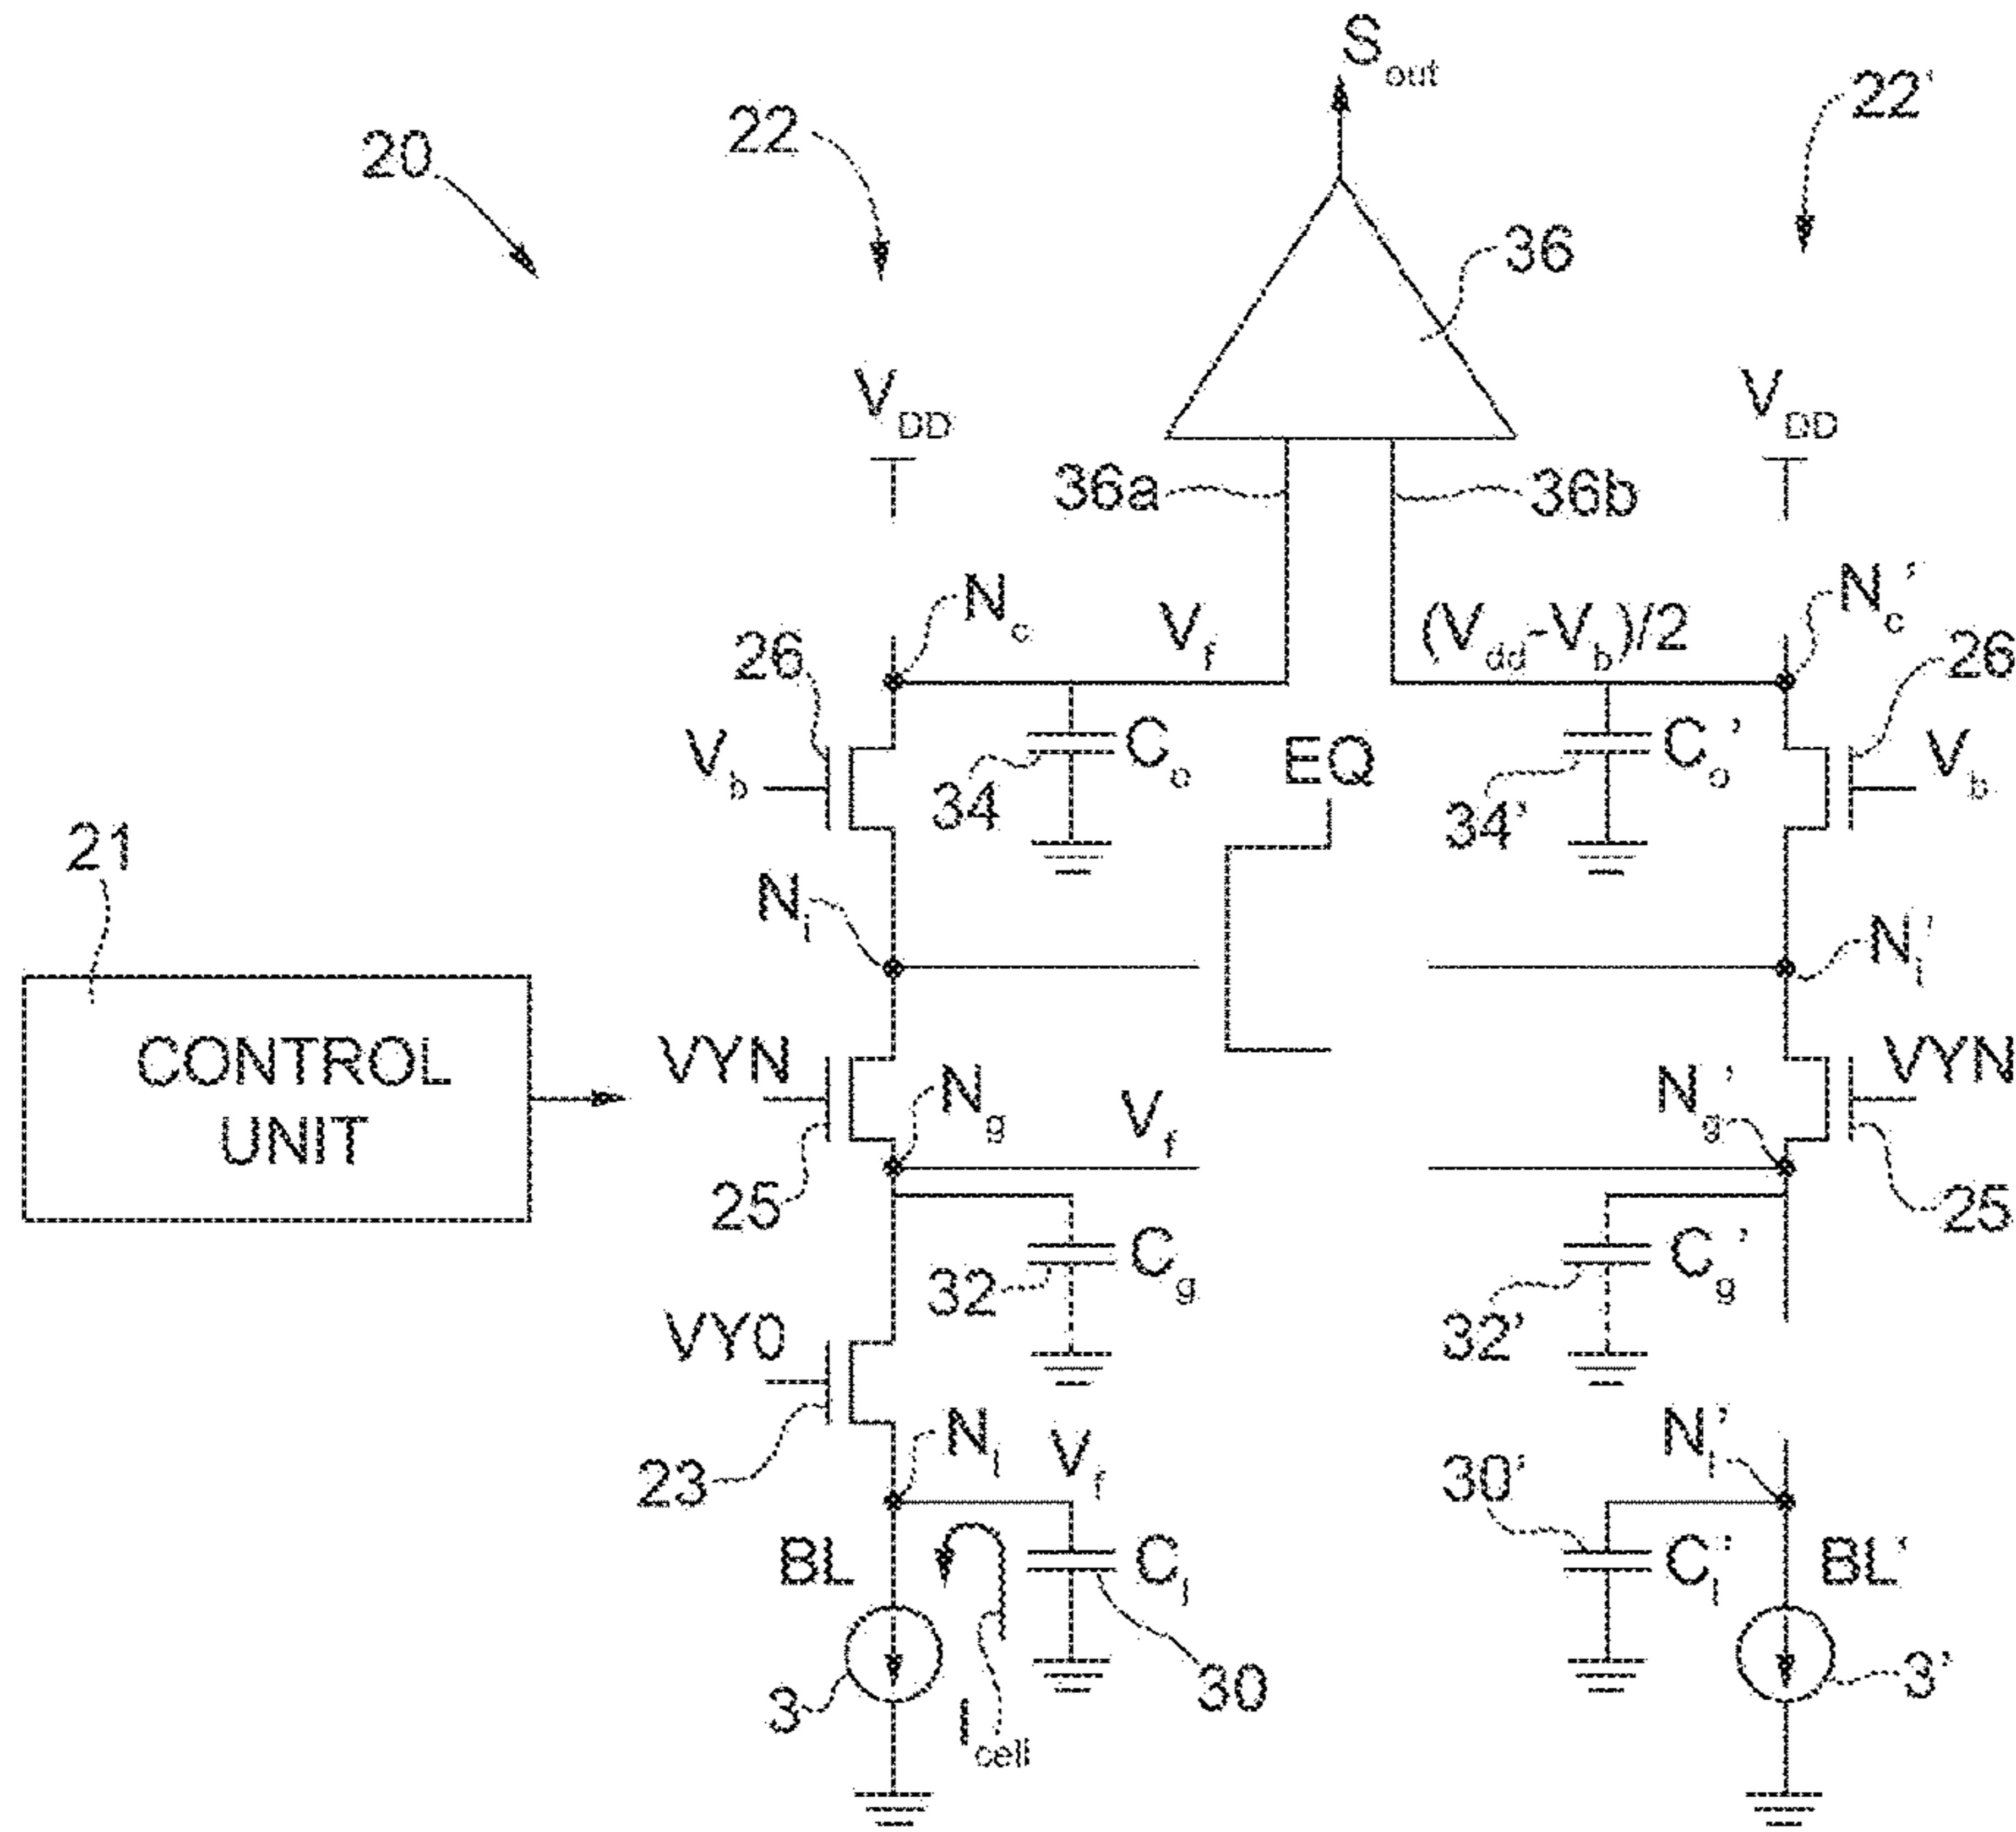 S_out
22
22'
20
36
V_DD
V_DD
36a
36b
N_c
V_f
(V_dd-V_b)/2
N_c'
26
26
V_b
C_o
EQ
C_o'
V_b
34
34'
21
N_i
N_i'
CONTROL
UNIT
VYN
N_g
V_f
N_g'
VYN
25
25
C_g
C_g'
32
32'
VY0
N_l
V_f
N_l'
23
30'
BL
C_l
C_l'
BL'
3
I_cell
30
3'